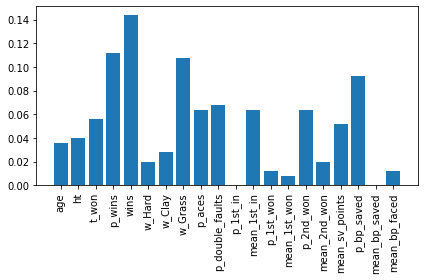 0.14
0.12
0.10
0.08
0.06
0.04
0.02
0.00
age
ht
t_won
p_wins
wins
w_Hard
w_Clay
w_Grass
p_aces
p_double_faults
p_1st_in
mean_1st_in
p_1st_won
mean_1st_won
p_2nd_won
mean_2nd_won
mean_sv_points
p_bp_saved
mean_bp_saved
mean_bp_faced